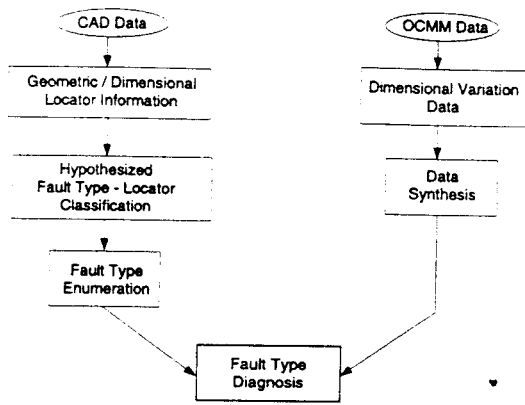 CAD Data
Geometric / Dimensional
Locator Information
Hypothesized
Fault Type - Locator
Classification
Fault Type
Enumeration
OCMM Data
Dimensional Variation
Data
Data
Synthesis
Fault Type
Diagnosis